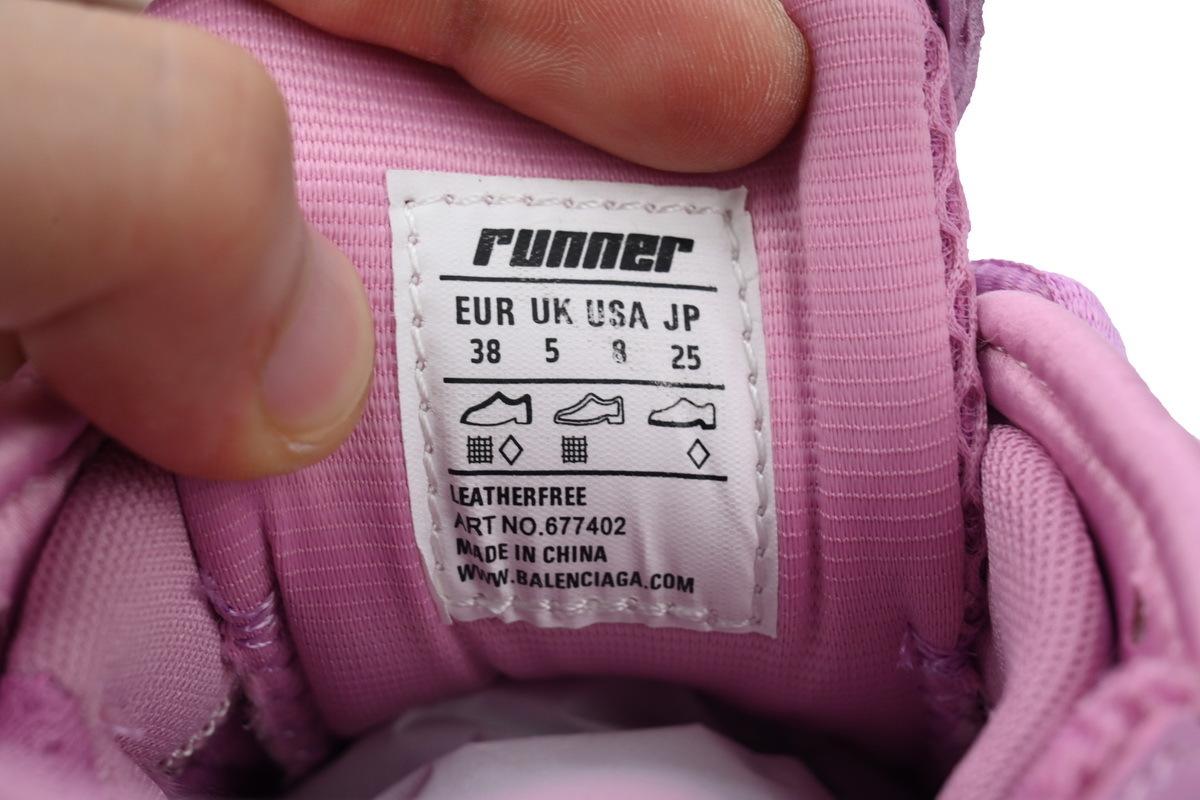 runner
EUR UK USA JP
38 5 8 25
LEATHERFREE
ART NO.677402
MADE IN CHINA
WWW.BALENCIAGA.COM